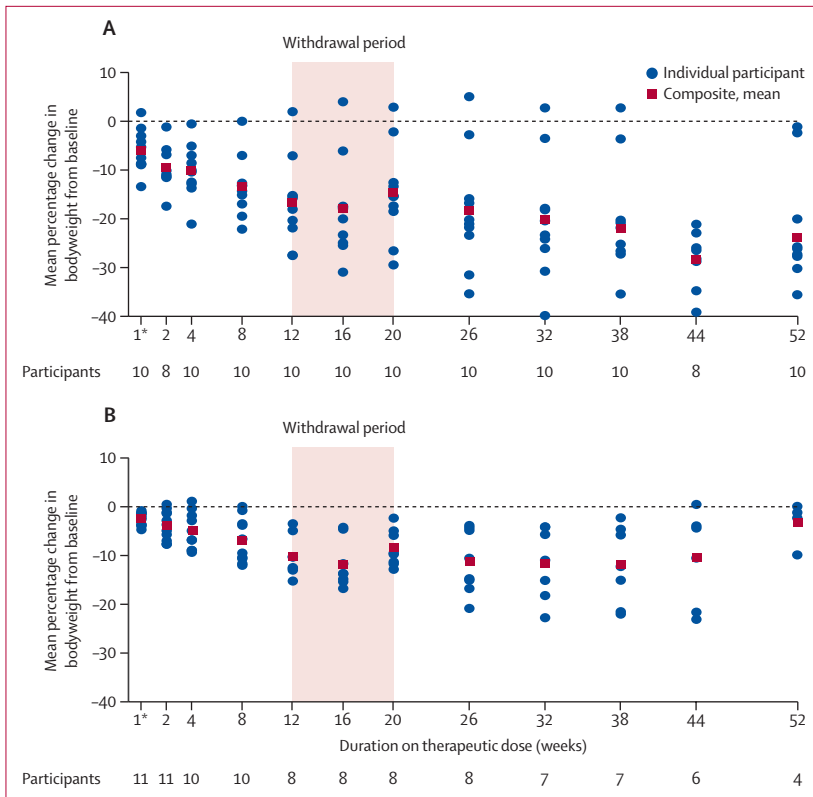 A
Withdrawal period
Individual participant
Composite, mean
Mean percentage change in
bodyweight from baseline
10
0
–10
–20
–30
–40
1* 2 4 8 12 16 20 26 32 38 44 52
Participants 10 8 10 10 10 10 10 10 10 10 8 10
B
Withdrawal period
Mean percentage change in
bodyweight from baseline
10
0
–10
–20
–30
–40
1* 2 4 8 12 16 20 26 32 38 44 52
Duration on therapeutic dose (weeks)
Participants 11 11 10 10 8 8 8 8 7 7 6 4